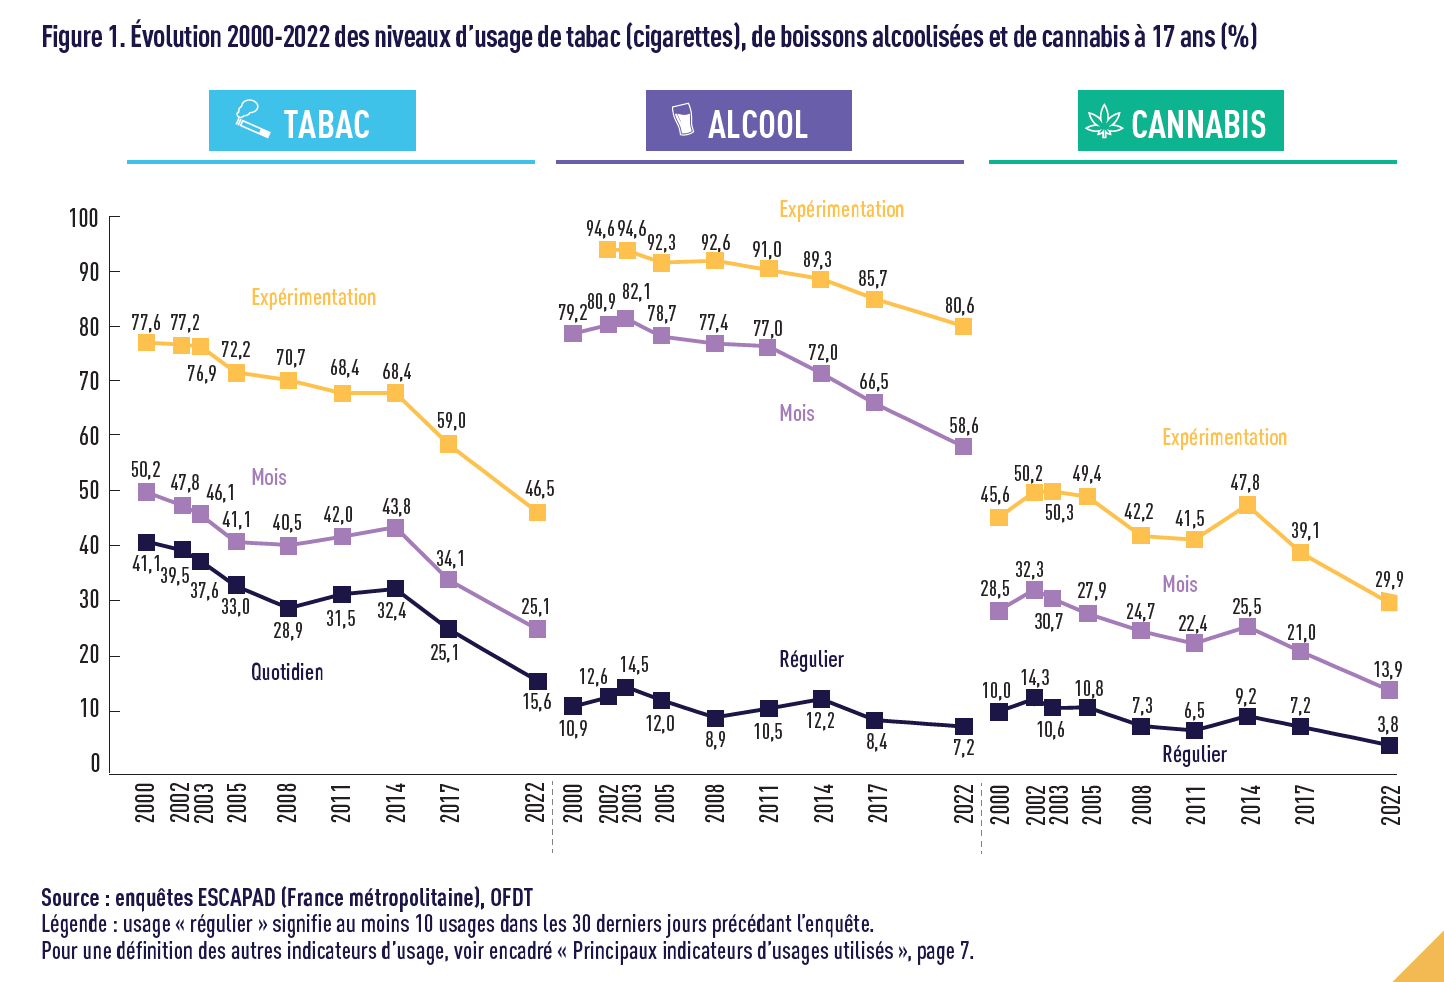 Figure 1. Évolution 2000-2022 des niveaux d'usage de tabac (cigarettes), de boissons alcoolisées et de cannabis à 17 ans (%)
TABAC
ALCOOL
CANNABIS
100
90
80
70
60
50
40
30
20
10
0
Expérimentation
77,6 77,2 76,9 72,2 70,7 68,4 68,4 59,0 46,5
Mois
50,2 47,8 46,1 41,1 40,5 42,0 43,8 34,1 25,1
41,1 39,5 37,6 33,0 28,9 31,5 32,4 25,1 15,6
Quotidien
2000 2002 2003 2005 2008 2011 2014 2017 2022
Expérimentation
94,6 94,6 92,3 92,6 91,0 89,3 85,7 80,6
79,2 80,9 82,1 78,7 77,4 77,0 72,0 66,5 58,6
Mois
Régulier
10,9 12,6 14,5 12,0 8,9 10,5 12,2 8,4 7,2
2000 2002 2003 2005 2008 2011 2014 2017 2022
Expérimentation
45,6 50,2 50,3 49,4 42,2 41,5 47,8 39,1 29,9
Mois
28,5 32,3 30,7 27,9 24,7 22,4 25,5 21,0 13,9
10,0 14,3 10,6 10,8 7,3 6,5 9,2 7,2 3,8
Régulier
2000 2002 2003 2005 2008 2011 2014 2017 2022
Source : enquêtes ESCAPAD (France métropolitaine), OFDT
Légende : usage « régulier » signifie au moins 10 usages dans les 30 derniers jours précédant l'enquête.
Pour une définition des autres indicateurs d'usage, voir encadré « Principaux indicateurs d'usages utilisés », page 7.